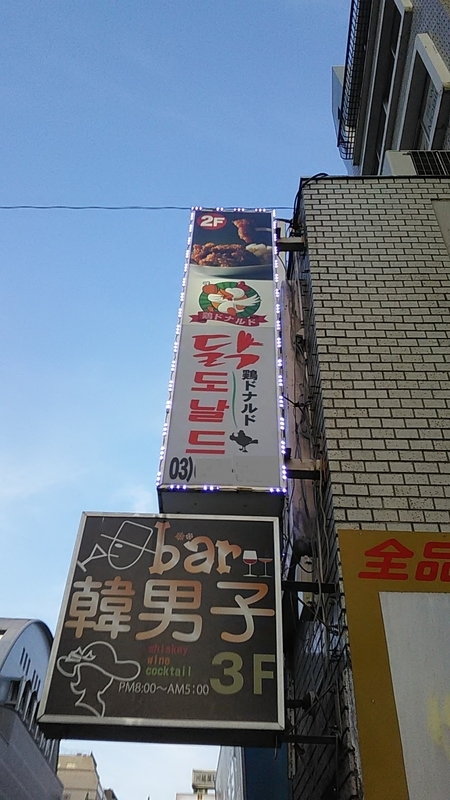 2F
鶏ドナルド
닭도날드
鶏ドナルド
03)
bar
韓男子
whiskey
wine
cocktail
3F
PM8:00〜AM5:00
全品